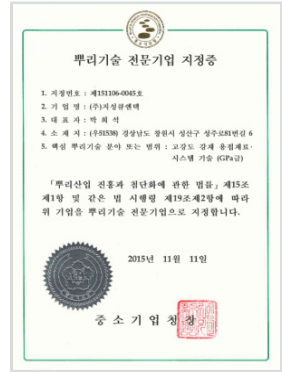 뿌리기술 전문기업 지정증
1. 지정번호 : 제151106-0045호
2. 기 업 명 : (주)지성큐앤텍
3. 대 표 자 : 박 희 석
4. 소 재 지 : (우51538) 경상남도 창원시 성산구 성주로81번길 6
5. 핵심 뿌리기술 분야 또는 범위 : 고강도 강재 용접재료·
시스템 기술 (GPa급)
「뿌리산업 진흥과 첨단화에 관한 법률」 제15조
제1항 및 같은 법 시행령 제19조제2항에 따라
위 기업을 뿌리기술 전문기업으로 지정합니다.
2015년 11월 11일
중소기업청장